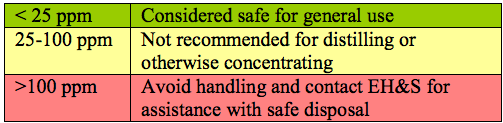 < 25 ppm Considered safe for general use
25-100 ppm Not recommended for distilling or
otherwise concentrating
>100 ppm Avoid handling and contact EH&S for
assistance with safe disposal